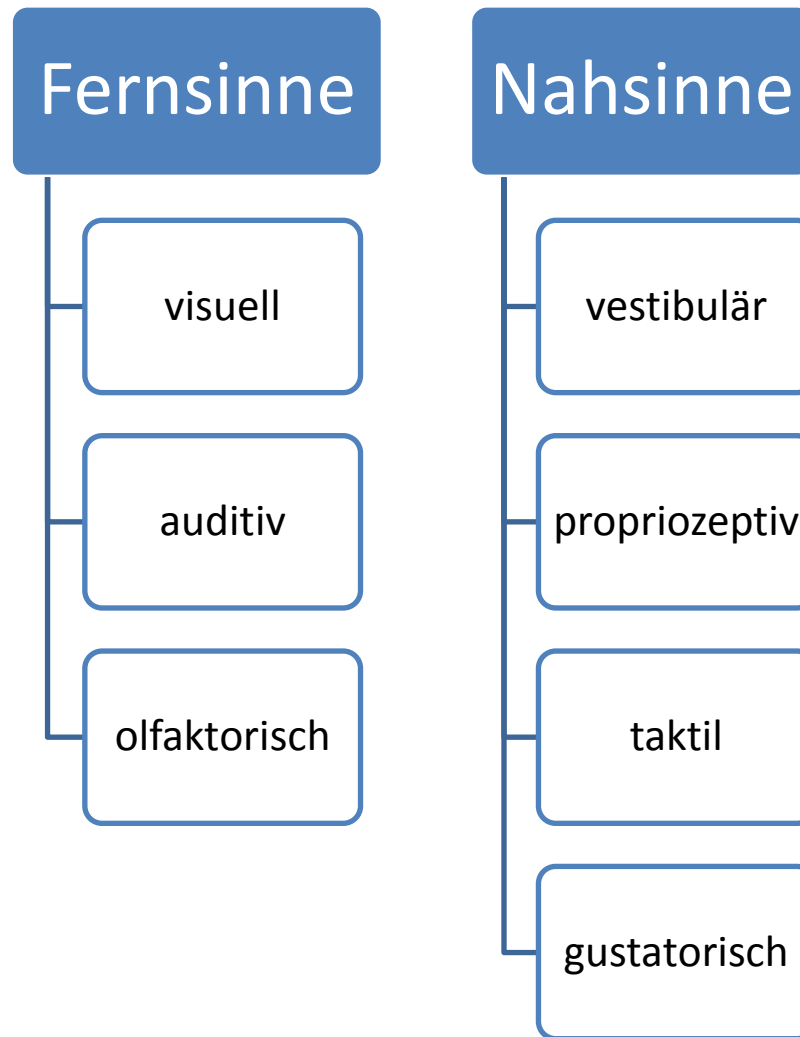 Fernsinne
visuell
auditiv
olfaktorisch
Nahsinne
vestibulär
propriozeptiv
taktil
gustatorisch